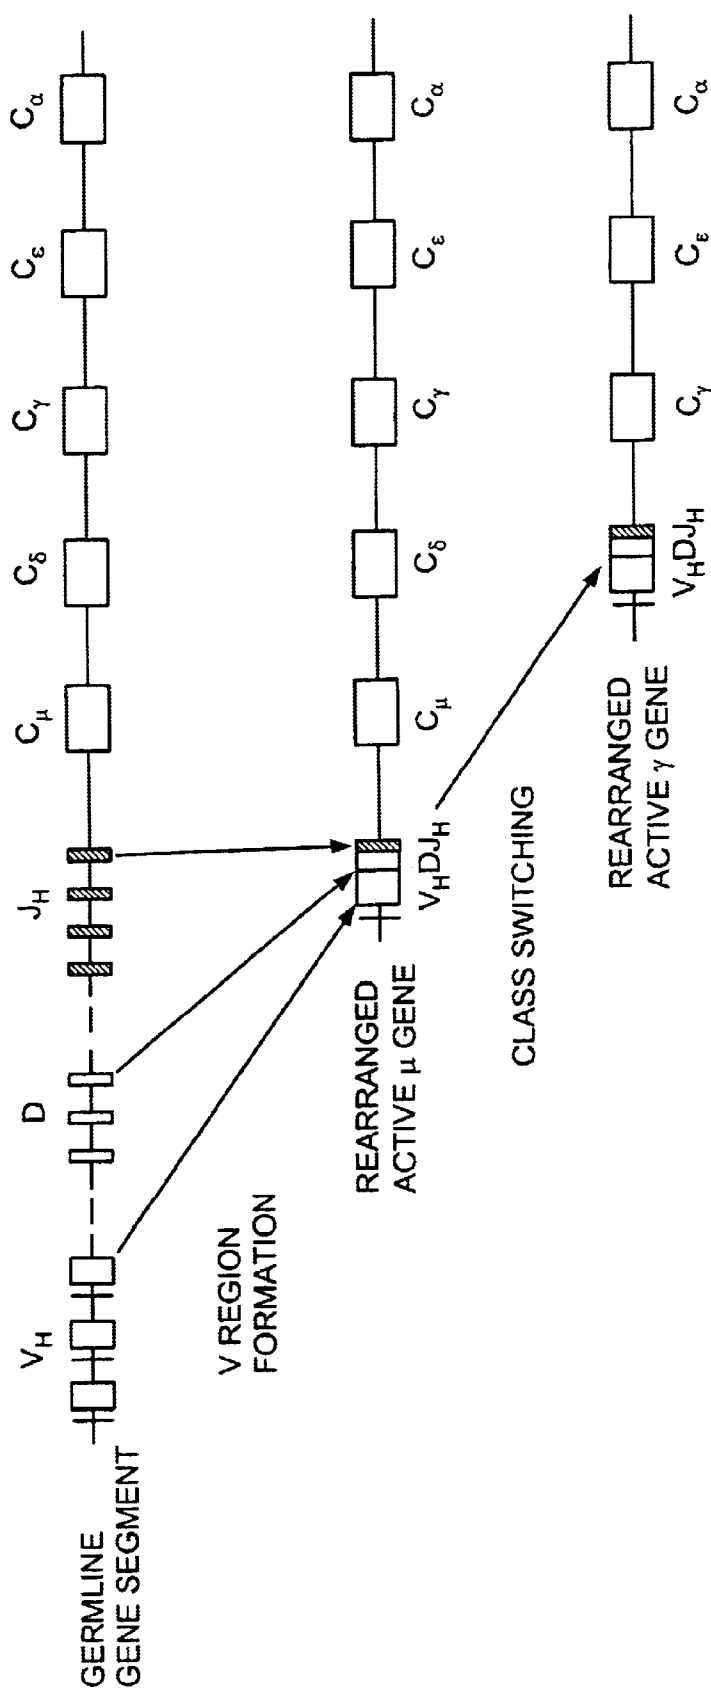 GERMLINE
GENE SEGMENT
V_H D J_H C_μ C_δ C_γ C_ε C_α
V REGION
FORMATION
REARRANGED
ACTIVE μ GENE
V_HDJ_H C_μ C_δ C_γ C_ε C_α
CLASS SWITCHING
REARRANGED
ACTIVE γ GENE
V_HDJ_H C_γ C_ε C_α